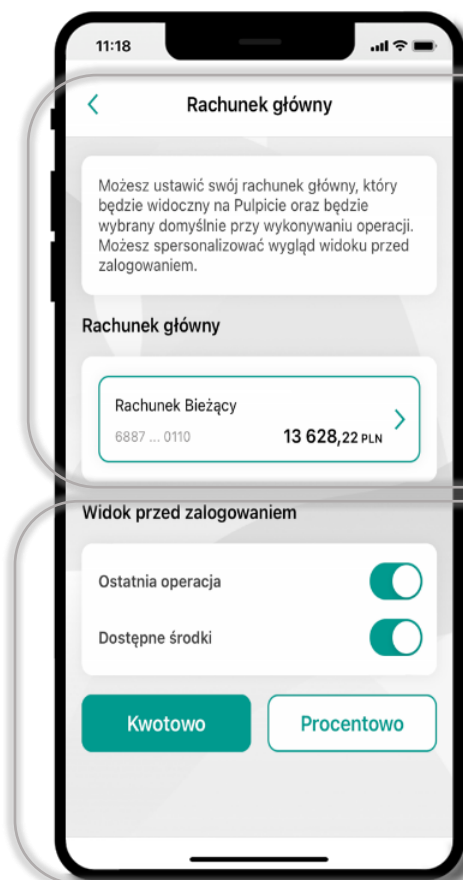 11:18
Rachunek główny
Możesz ustawić swój rachunek główny, który
będzie widoczny na Pulpicie oraz będzie
wybrany domyślnie przy wykonywaniu operacji.
Możesz spersonalizować wygląd widoku przed
zalogowaniem.
Rachunek główny
Rachunek Bieżący
6887 ... 0110 13 628,22 PLN
Widok przed zalogowaniem
Ostatnia operacja
Dostępne środki
Kwotowo Procentowo